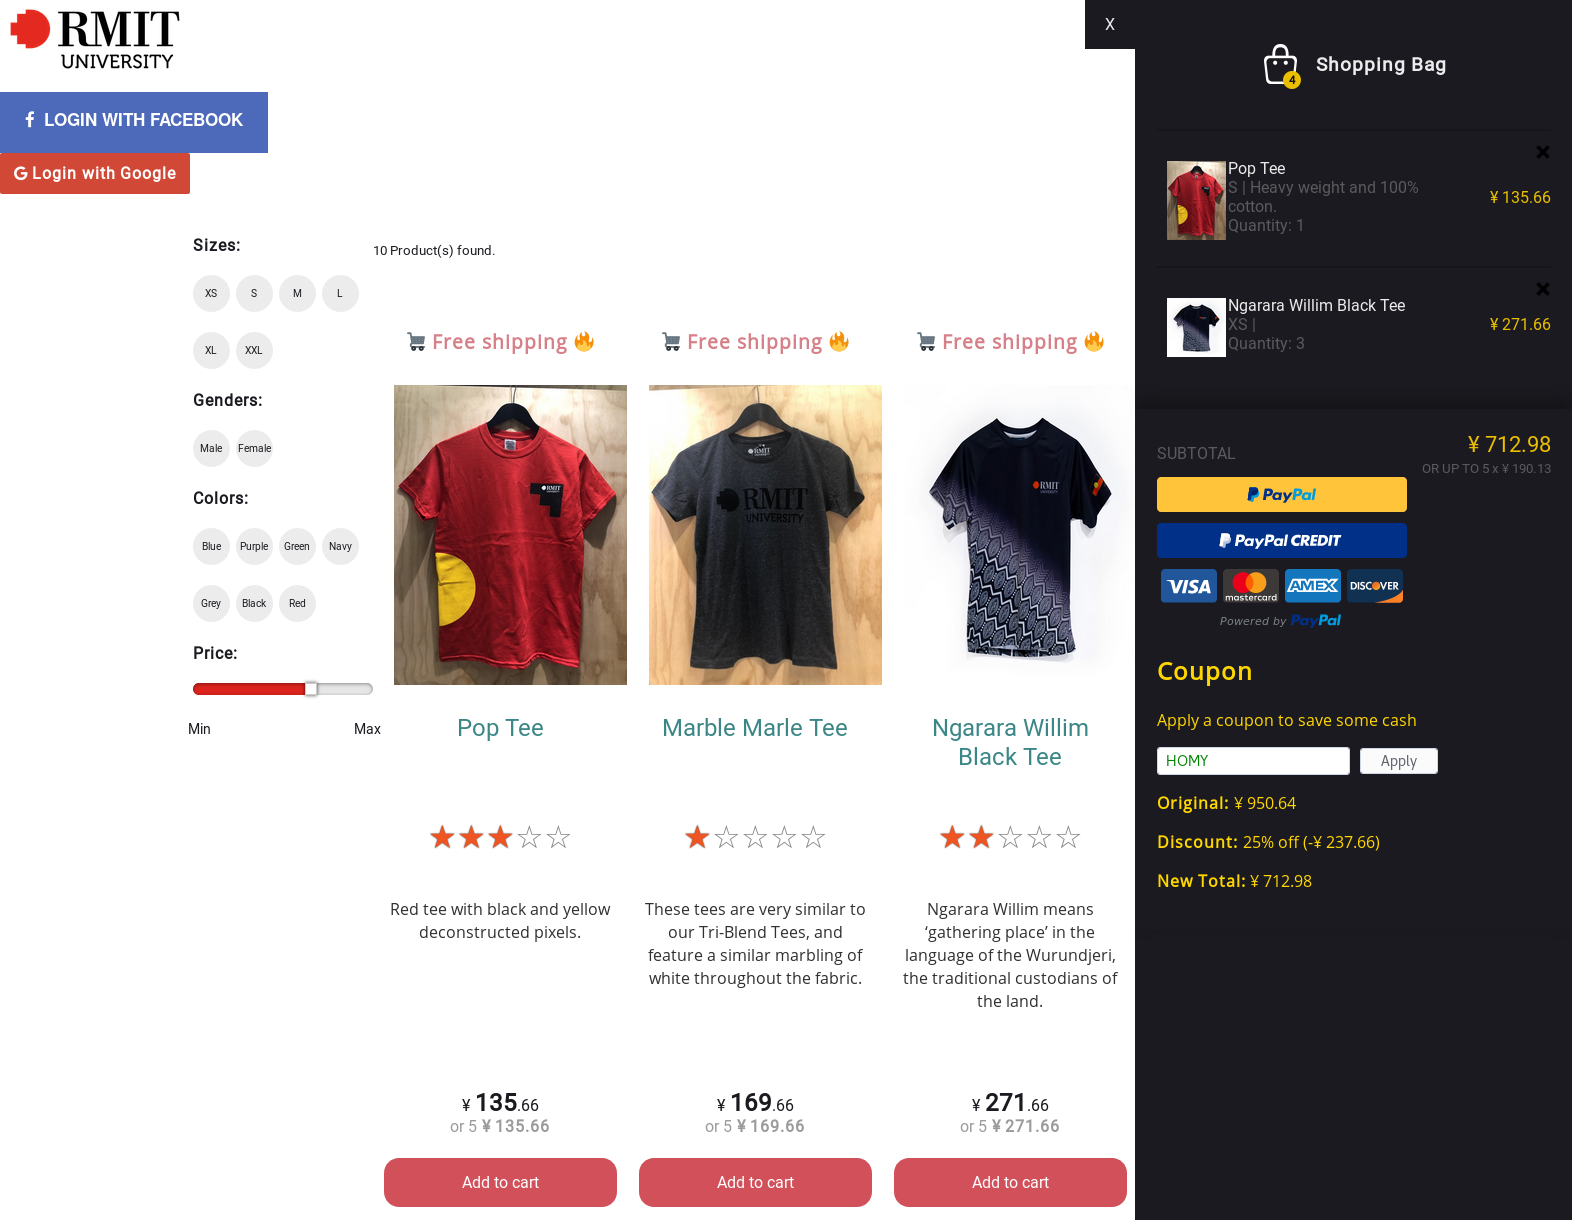 RMIT
UNIVERSITY
X
LOGIN WITH FACEBOOK
Login with Google
Sizes:
XS S M L
XL XXL
Genders:
Male Female
Colors:
Blue Purple Green Navy
Grey Black Red
Price:
Min Max
10 Product(s) found.
Free shipping
RMIT
UNIVERSITY
Pop Tee
Red tee with black and yellow
deconstructed pixels.
¥ 135.66
or 5 ¥ 135.66
Add to cart
Free shipping
RMIT
RMIT
UNIVERSITY
Marble Marle Tee
These tees are very similar to
our Tri-Blend Tees, and
feature a similar marbling of
white throughout the fabric.
¥ 169.66
or 5 ¥ 169.66
Add to cart
Free shipping
RMIT
UNIVERSITY
Ngarara Willim
Black Tee
Ngarara Willim means
‘gathering place’ in the
language of the Wurundjeri,
the traditional custodians of
the land.
¥ 271.66
or 5 ¥ 271.66
Add to cart
4
Shopping Bag
Pop Tee
S | Heavy weight and 100%
cotton.
Quantity: 1
¥ 135.66
Ngarara Willim Black Tee
XS |
Quantity: 3
¥ 271.66
SUBTOTAL
¥ 712.98
OR UP TO 5 x ¥ 190.13
PayPal
PayPal CREDIT
VISA mastercard AMEX DISCOVER
Powered by PayPal
Coupon
Apply a coupon to save some cash
HOMY Apply
Original: ¥ 950.64
Discount: 25% off (-¥ 237.66)
New Total: ¥ 712.98